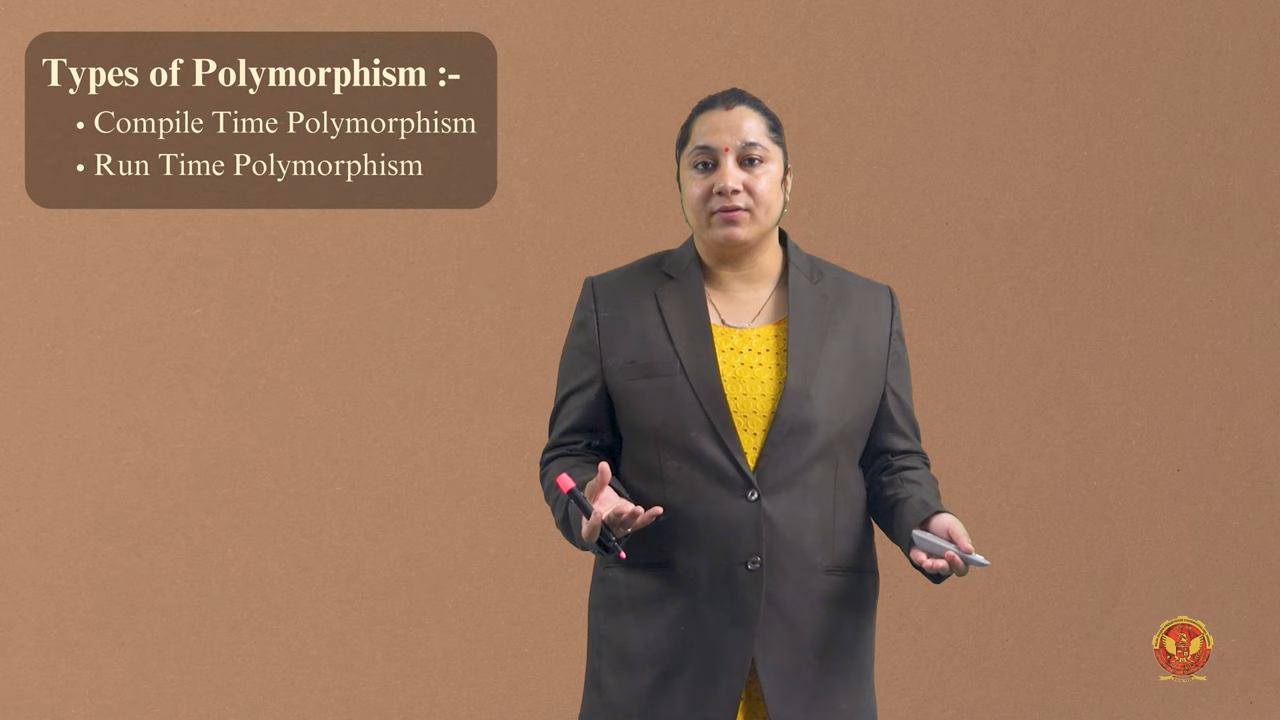 Types of Polymorphism :-
• Compile Time Polymorphism
• Run Time Polymorphism